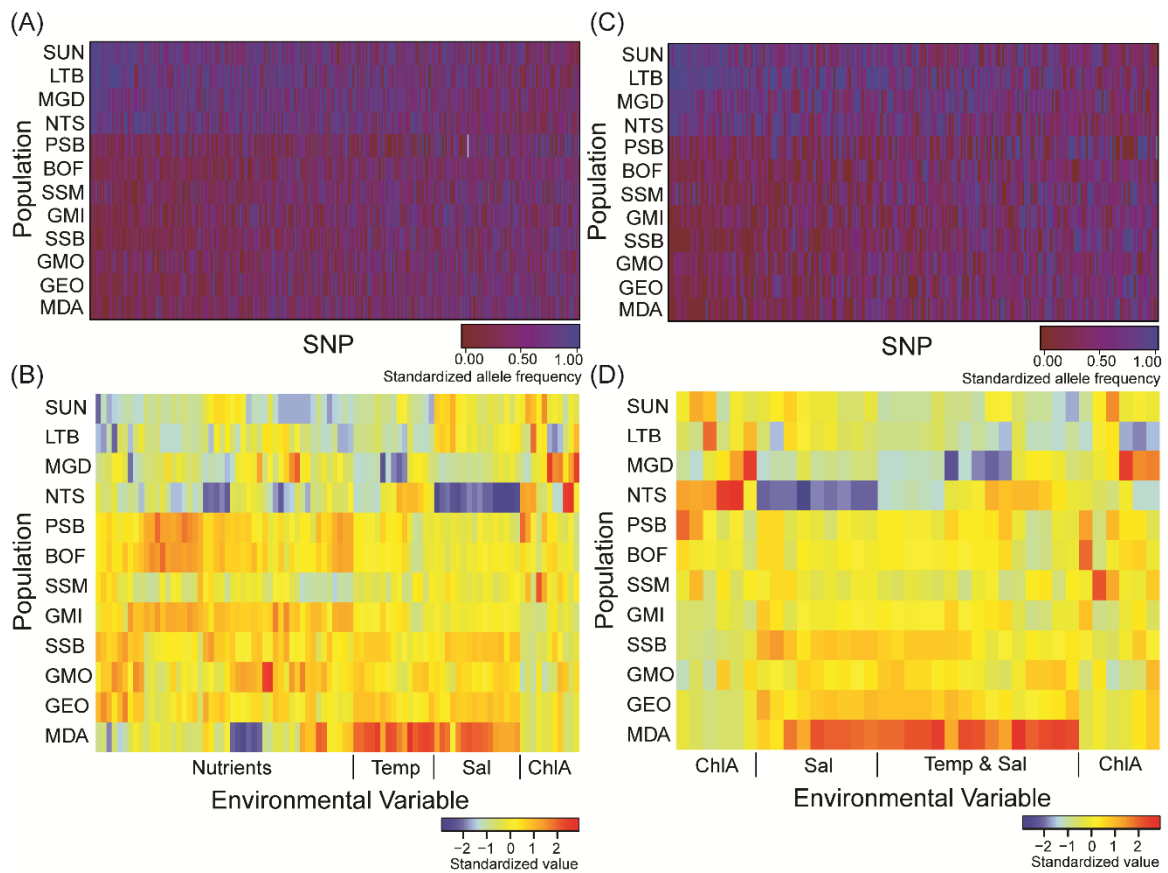 (A)
Population
SUN
LTB
MGD
NTS
PSB
BOF
SSM
GMI
SSB
GMO
GEO
MDA
SNP
0.00 0.50 1.00
Standardized allele frequency
(C)
Population
SUN
LTB
MGD
NTS
PSB
BOF
SSM
GMI
SSB
GMO
GEO
MDA
SNP
0.00 0.50 1.00
Standardized allele frequency
(B)
Population
SUN
LTB
MGD
NTS
PSB
BOF
SSM
GMI
SSB
GMO
GEO
MDA
Nutrients | Temp | Sal | ChlA
Environmental Variable
−2 −1 0 1 2
Standardized value
(D)
Population
SUN
LTB
MGD
NTS
PSB
BOF
SSM
GMI
SSB
GMO
GEO
MDA
ChlA | Sal | Temp & Sal | ChlA
Environmental Variable
−2 −1 0 1 2
Standardized value